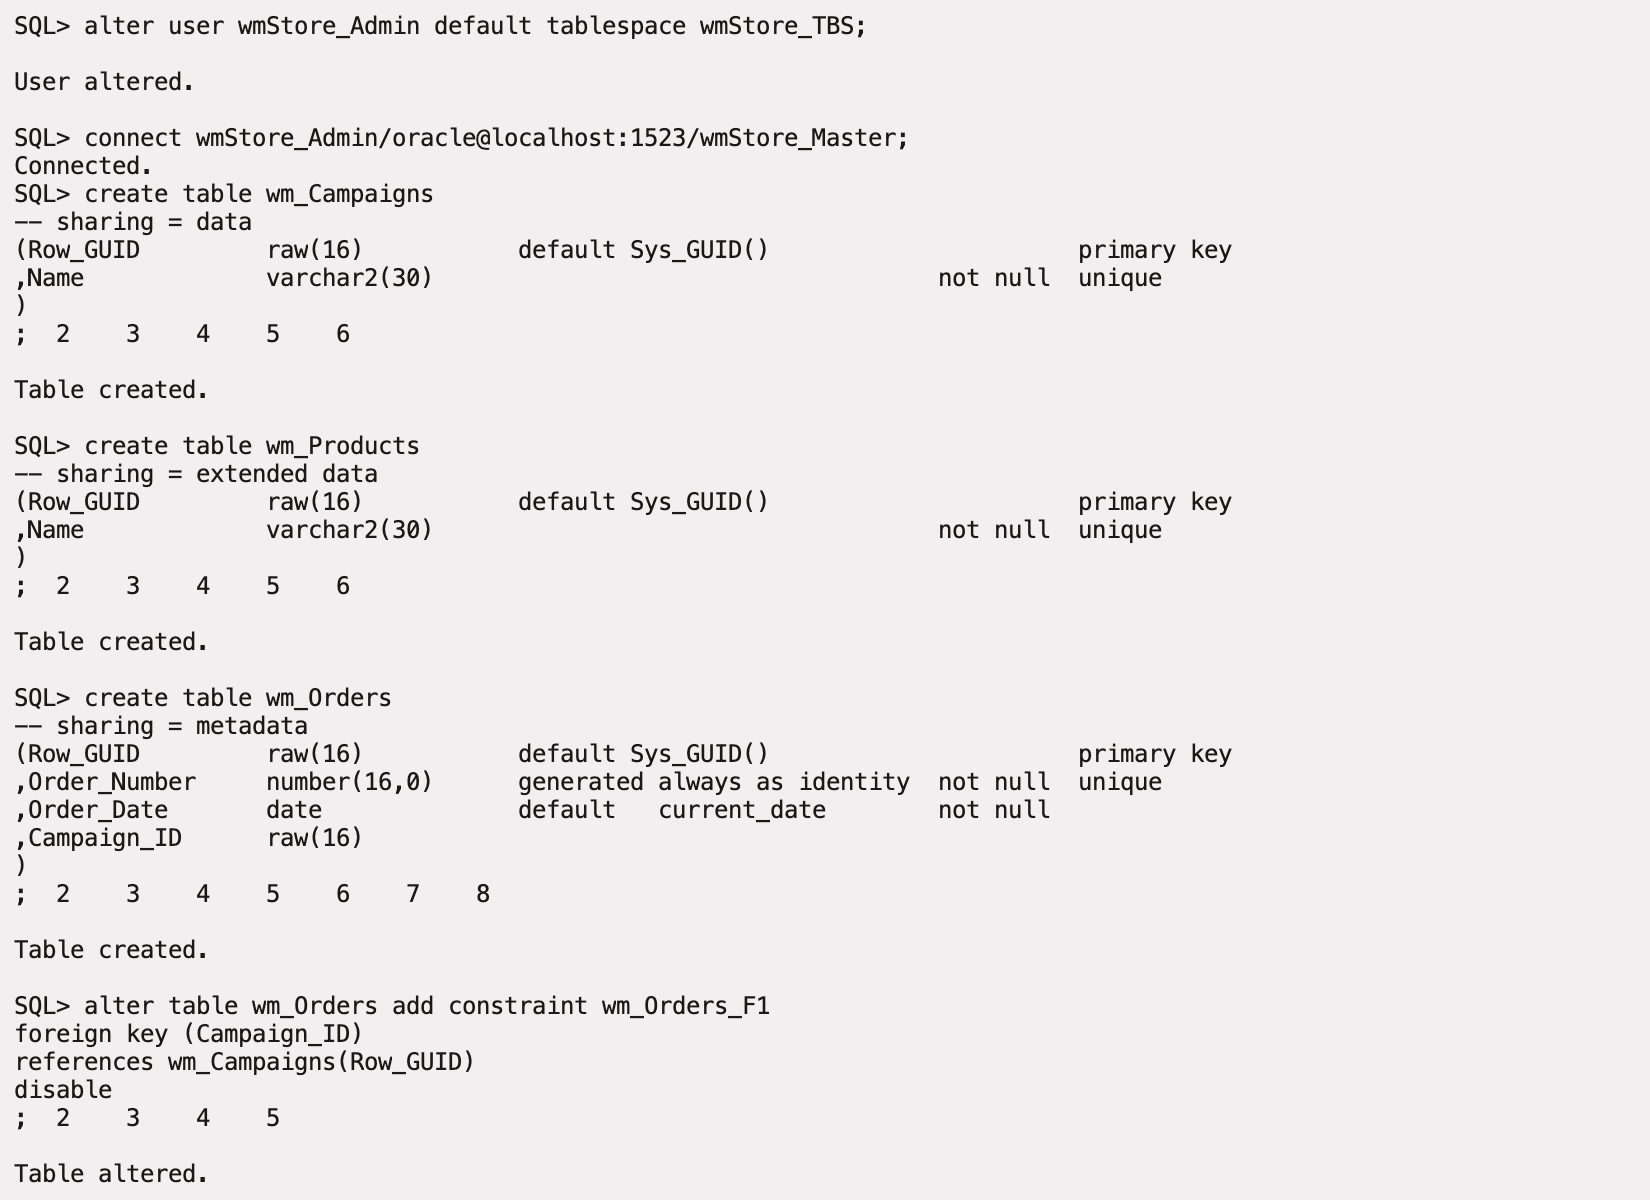 SQL> alter user wmStore_Admin default tablespace wmStore_TBS;
User altered.
SQL> connect wmStore_Admin/oracle@localhost:1523/wmStore_Master;
Connected.
SQL> create table wm_Campaigns
-- sharing = data
(Row_GUID         raw(16)           default Sys_GUID()                      primary key
,Name             varchar2(30)                                    not null  unique
)
;  2    3    4    5    6
Table created.
SQL> create table wm_Products
-- sharing = extended data
(Row_GUID         raw(16)           default Sys_GUID()                      primary key
,Name             varchar2(30)                                    not null  unique
)
;  2    3    4    5    6
Table created.
SQL> create table wm_Orders
-- sharing = metadata
(Row_GUID         raw(16)           default Sys_GUID()                      primary key
,Order_Number     number(16,0)      generated always as identity  not null  unique
,Order_Date       date              default   current_date        not null
,Campaign_ID      raw(16)
)
;  2    3    4    5    6    7    8
Table created.
SQL> alter table wm_Orders add constraint wm_Orders_F1
foreign key (Campaign_ID)
references wm_Campaigns(Row_GUID)
disable
;  2    3    4    5
Table altered.